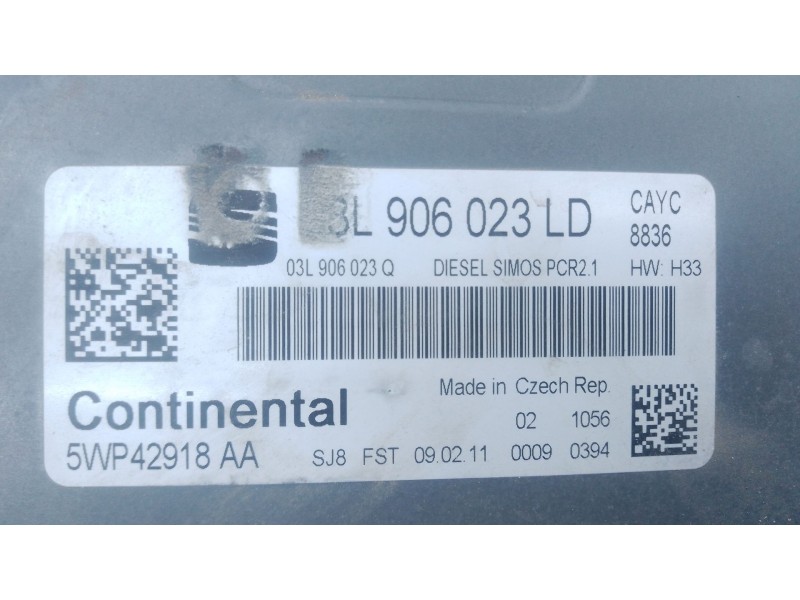 3L 906 023 LD
CAYC
8836
03L 906 023 Q DIESEL SIMOS PCR2.1 HW: H33
Made in Czech Rep.
Continental
02 1056
5WP42918 AA SJ8 FST 09.02.11 0009 0394